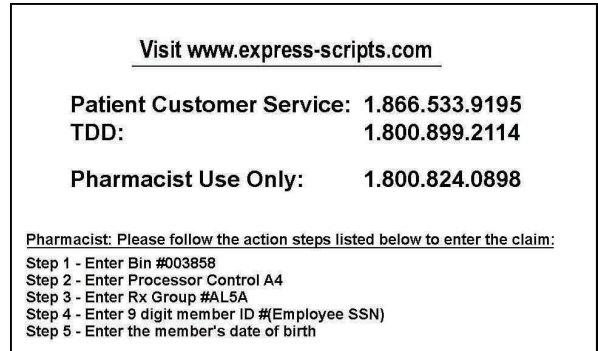 Visit www.express-scripts.com
Patient Customer Service: 1.866.533.9195
TDD: 1.800.899.2114
Pharmacist Use Only: 1.800.824.0898
Pharmacist: Please follow the action steps listed below to enter the claim:
Step 1 - Enter Bin #003858
Step 2 - Enter Processor Control A4
Step 3 - Enter Rx Group #AL5A
Step 4 - Enter 9 digit member ID #(Employee SSN)
Step 5 - Enter the member's date of birth